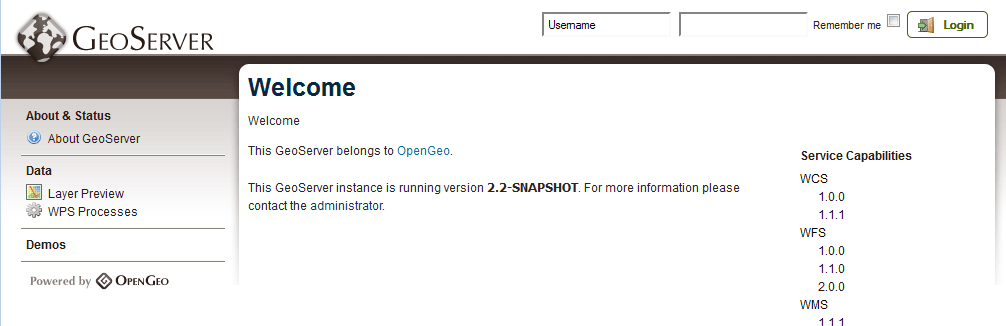 GEOSERVER
Username
Remember me
Login
About & Status
About GeoServer
Data
Layer Preview
WPS Processes
Demos
Powered by OPENGEO
Welcome
Welcome
This GeoServer belongs to OpenGeo.
This GeoServer instance is running version 2.2-SNAPSHOT. For more information please
contact the administrator.
Service Capabilities
WCS
1.0.0
1.1.1
WFS
1.0.0
1.1.0
2.0.0
WMS
1.1.1